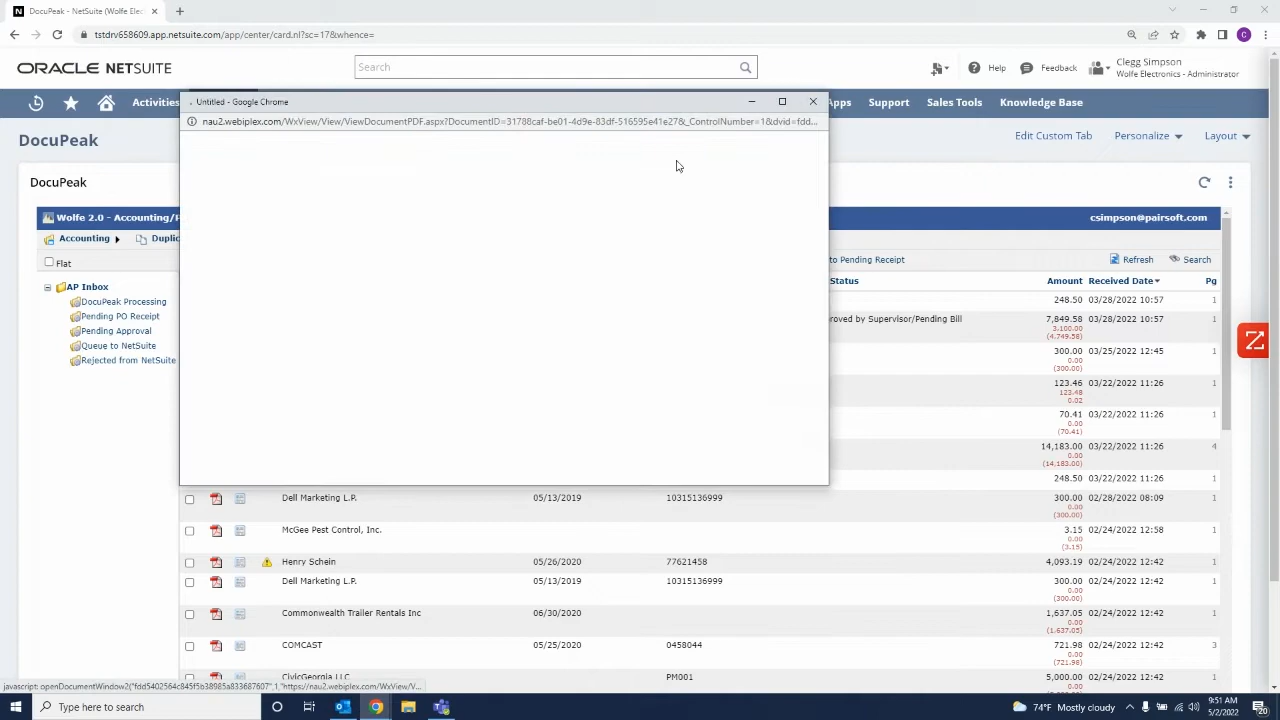 DocuPeak - NetSuite (Wolfe Elec
tstdrv658609.app.netsuite.com/app/center/card.nl?sc=17&whence=
ORACLE NETSUITE
Search
Help
Feedback
Clegg Simpson
Wolfe Electronics - Administrator
Activities
Apps
Support
Sales Tools
Knowledge Base
Untitled - Google Chrome
nau2.webiplex.com/WxView/View/ViewDocumentPDF.aspx?DocumentID=31788caf-be01-4d9e-83df-516595e41e27&_ControlNumber=1&dvid=fdd...
DocuPeak
Edit Custom Tab
Personalize
Layout
DocuPeak
Wolfe 2.0 - Accounting/P
csimpson@pairsoft.com
Accounting
Duplic
Flat
to Pending Receipt
Refresh
Search
Status
Amount
Received Date
Pg
AP Inbox
DocuPeak Processing
Pending PO Receipt
Pending Approval
Queue to NetSuite
Rejected from NetSuite
248.50 03/28/2022 10:57 1
roved by Supervisor/Pending Bill 7,849.58 03/28/2022 10:57 1
3,100.00
(4,749.58)
300.00 03/25/2022 12:45 1
0.00
(300.00)
123.46 03/22/2022 11:26 1
123.48
0.02
70.41 03/22/2022 11:26 1
0.00
(70.41)
14,183.00 03/22/2022 11:26 4
0.00
(14,183.00)
248.50 03/22/2022 11:26 1
Dell Marketing L.P. 05/13/2019 10315136999 300.00 02/28/2022 08:09 1
0.00
(300.00)
McGee Pest Control, Inc. 3.15 02/24/2022 12:58 1
0.00
(3.15)
Henry Schein 05/26/2020 77621458 4,093.19 02/24/2022 12:42 1
Dell Marketing L.P. 05/13/2019 10315136999 300.00 02/24/2022 12:42 1
0.00
(300.00)
Commonwealth Trailer Rentals Inc 06/30/2020 1,637.05 02/24/2022 12:42 1
0.00
(1,637.05)
COMCAST 05/25/2020 0458044 721.98 02/24/2022 12:42 3
0.00
(721.98)
CivicGeorgia LLC PM001 5,000.00 02/24/2022 12:42 1
0.00
javascript: openDocumentWindow2("fdd5402564c845f5b38985a833687607",1,"https://nau2.webiplex.com/WxView/V...
Type here to search
74°F Mostly cloudy
9:51 AM
5/2/2022
20